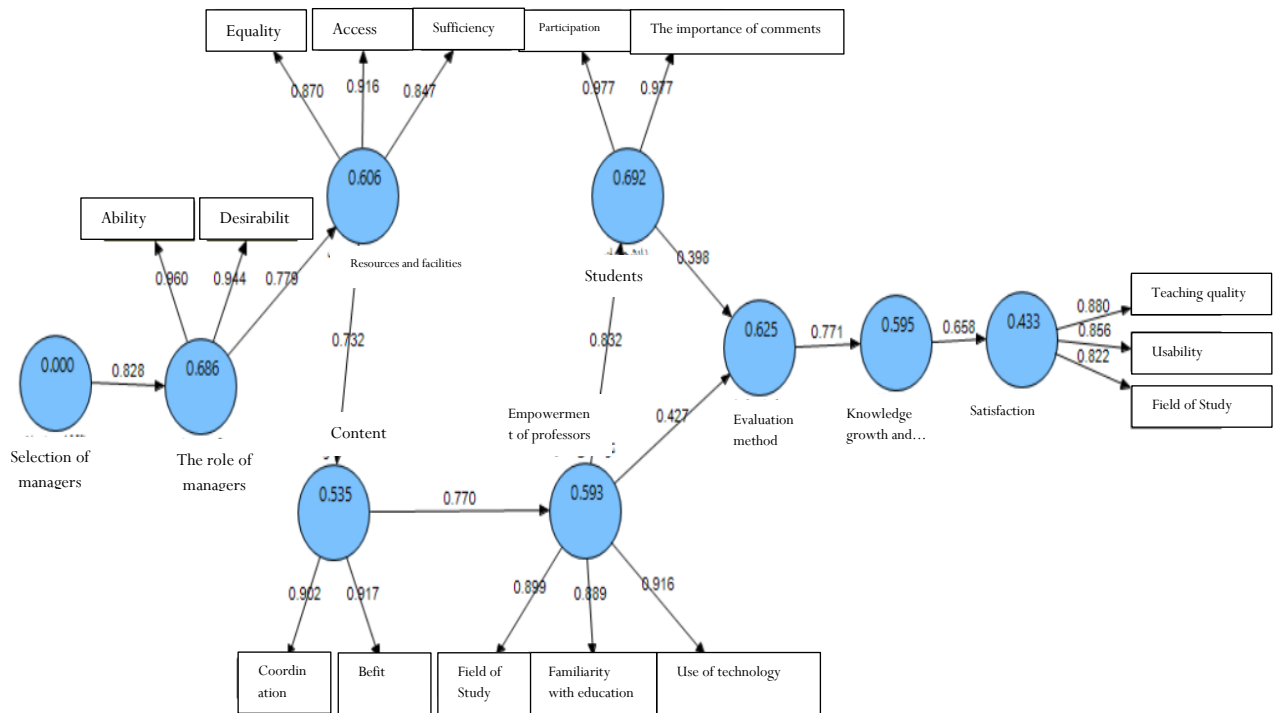 Equality
Access
Sufficiency
Participation
The importance of comments
0.870
0.916
0.847
0.977
0.977
0.606
0.692
Ability
Desirabilit
0.960
0.944
0.779
Resources and facilities
Students
0.398
0.000
0.828
0.686
0.732
0.832
0.625
0.771
0.595
0.658
0.433
0.880
0.856
0.822
Teaching quality
Usability
Field of Study
Selection of
managers
The role of
managers
Content
Empowermen
t of professors
0.427
Evaluation
method
Knowledge
growth and...
Satisfaction
0.535
0.770
0.593
0.902
0.917
0.899
0.889
0.916
Coordin
ation
Befit
Field of
Study
Familiarity
with education
Use of technology